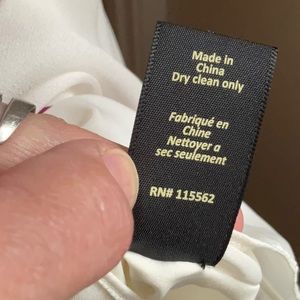 Made in
China
Dry clean only
Fabriqué en
Chine
Nettoyer a
sec seulement
RN# 115562